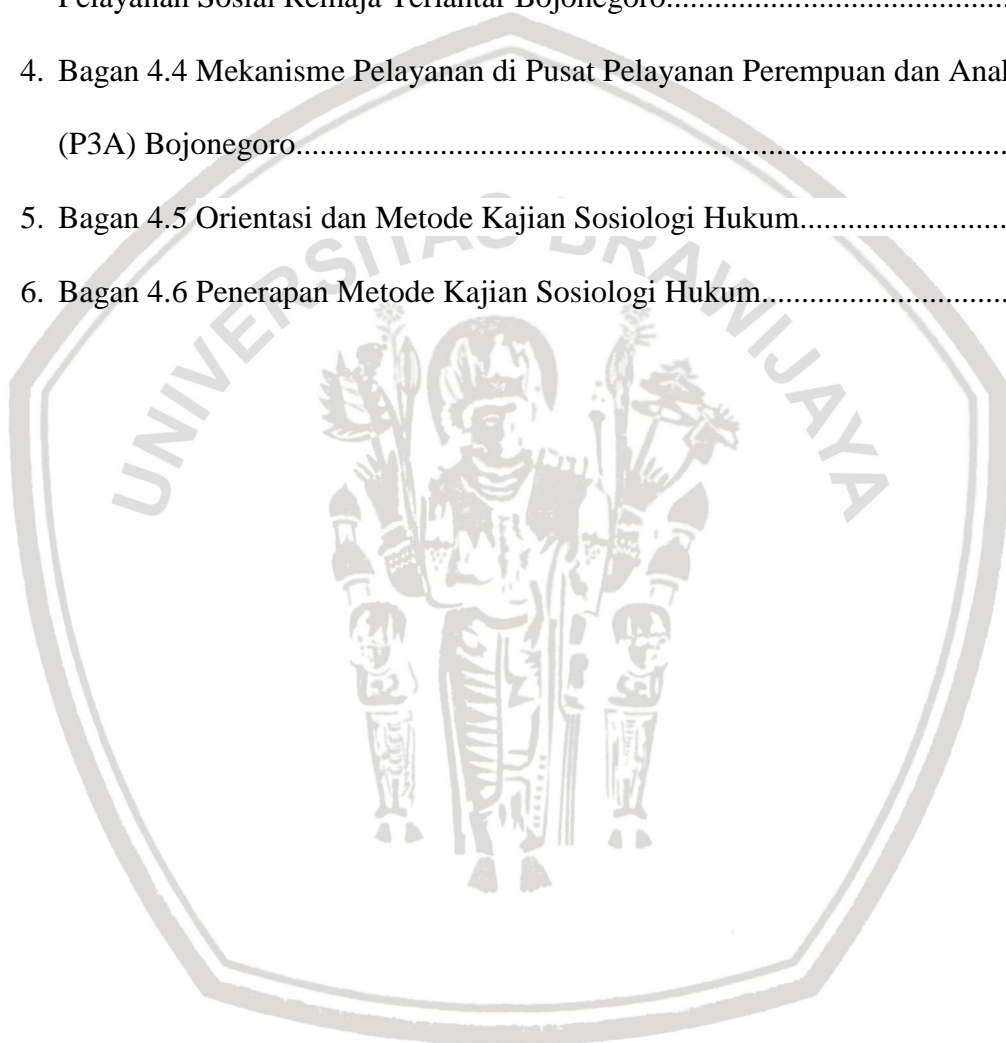 Pelayanan Sosial Remaja Terlantar Bojonegoro.......................................
4. Bagan 4.4 Mekanisme Pelayanan di Pusat Pelayanan Perempuan dan Anak
(P3A) Bojonegoro.........................................................................................
5. Bagan 4.5 Orientasi dan Metode Kajian Sosiologi Hukum.........................
6. Bagan 4.6 Penerapan Metode Kajian Sosiologi Hukum..............................
UNIVERSITAS BRAWIJAYA